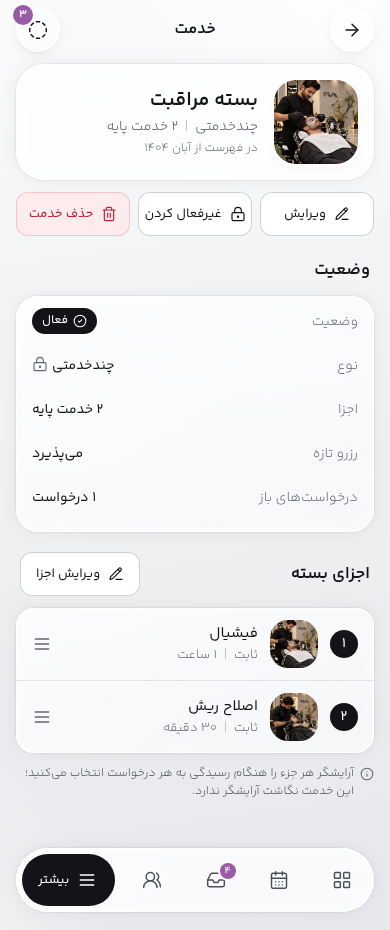 ۳
خدمت
بسته مراقبت
چندخدمتی | ۲ خدمت پایه
در فهرست از آبان ۱۴۰۴
ویرایش
غیرفعال کردن
حذف خدمت
وضعیت
وضعیت
فعال
نوع
چندخدمتی
اجزا
۲ خدمت پایه
رزرو تازه
می‌پذیرد
درخواست‌های باز
۱ درخواست
اجزای بسته
ویرایش اجزا
۱
فیشیال
ثابت | ۱ ساعت
۲
اصلاح ریش
ثابت | ۳۰ دقیقه
آرایشگر هر جزء را هنگام رسیدگی به هر درخواست انتخاب می‌کنید؛
این خدمت نگاشت آرایشگر ندارد.
۴
بیشتر